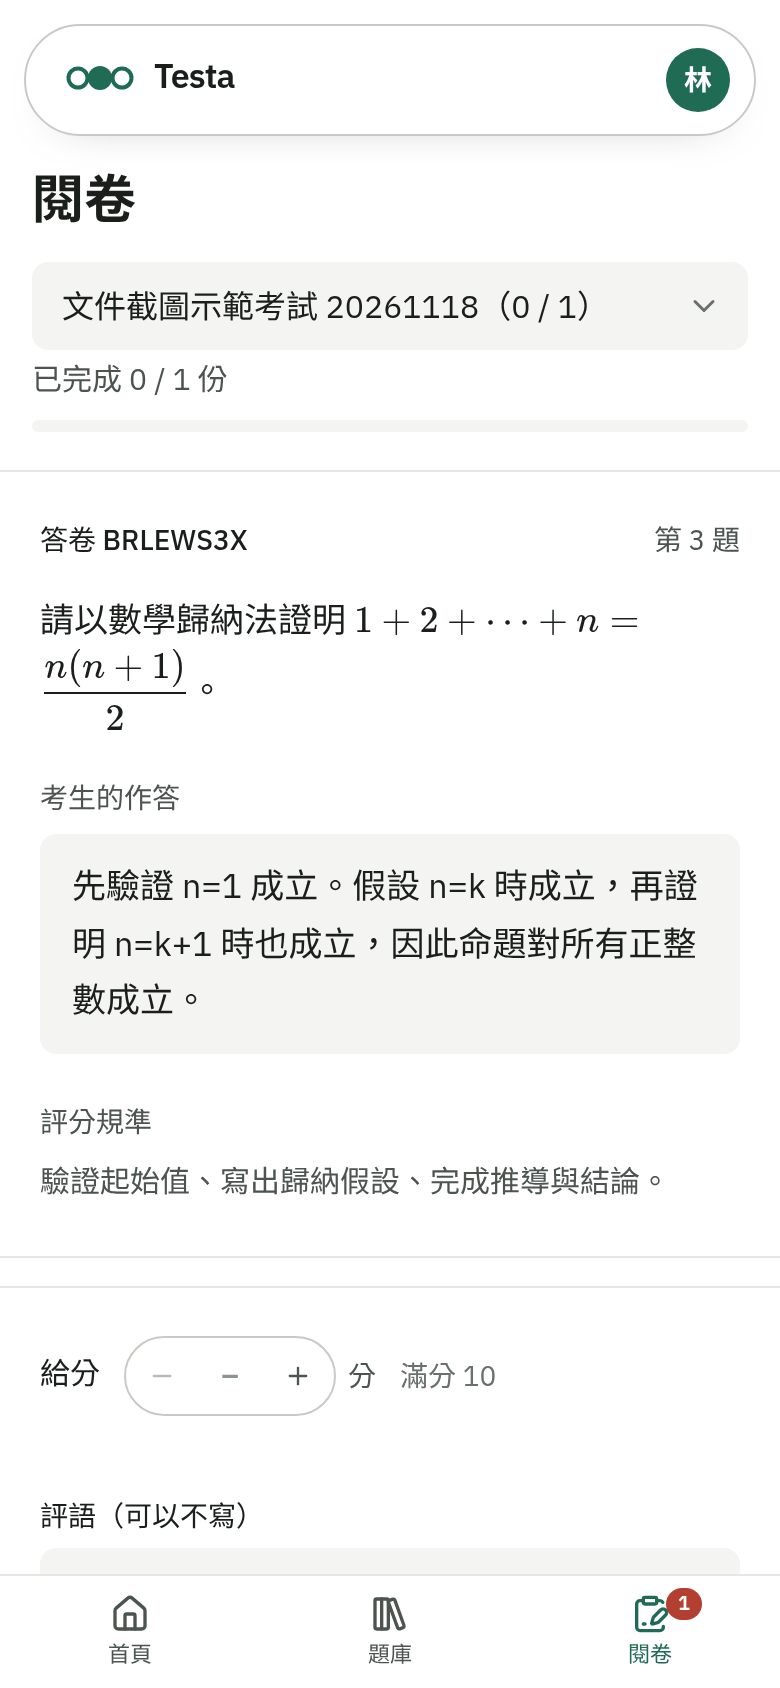 Testa
林
閱卷
文件截圖示範考試 20261118（0 / 1）
已完成 0 / 1 份
答卷 BRLEWS3X
第 3 題
請以數學歸納法證明 1 + 2 + ⋯ + n =
n(n + 1)
2
。
考生的作答
先驗證 n=1 成立。假設 n=k 時成立，再證
明 n=k+1 時也成立，因此命題對所有正整
數成立。
評分規準
驗證起始值、寫出歸納假設、完成推導與結論。
給分 − – + 分 滿分 10
評語（可以不寫）
1
首頁
題庫
閱卷